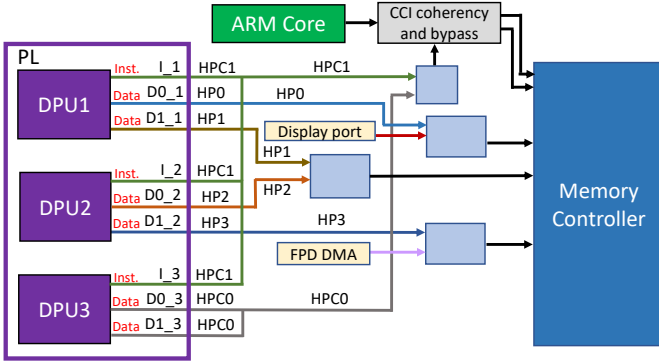 ARM Core
CCI coherency
and bypass
PL
DPU1
Inst. I_1 HPC1 HPC1
Data D0_1 HP0 HP0
Data D1_1 HP1
Display port
HP1
DPU2
Inst. I_2 HPC1
Data D0_2 HP2 HP2
Data D1_2 HP3 HP3
Memory
Controller
FPD DMA
DPU3
Inst. I_3 HPC1
Data D0_3 HPC0 HPC0
Data D1_3 HPC0